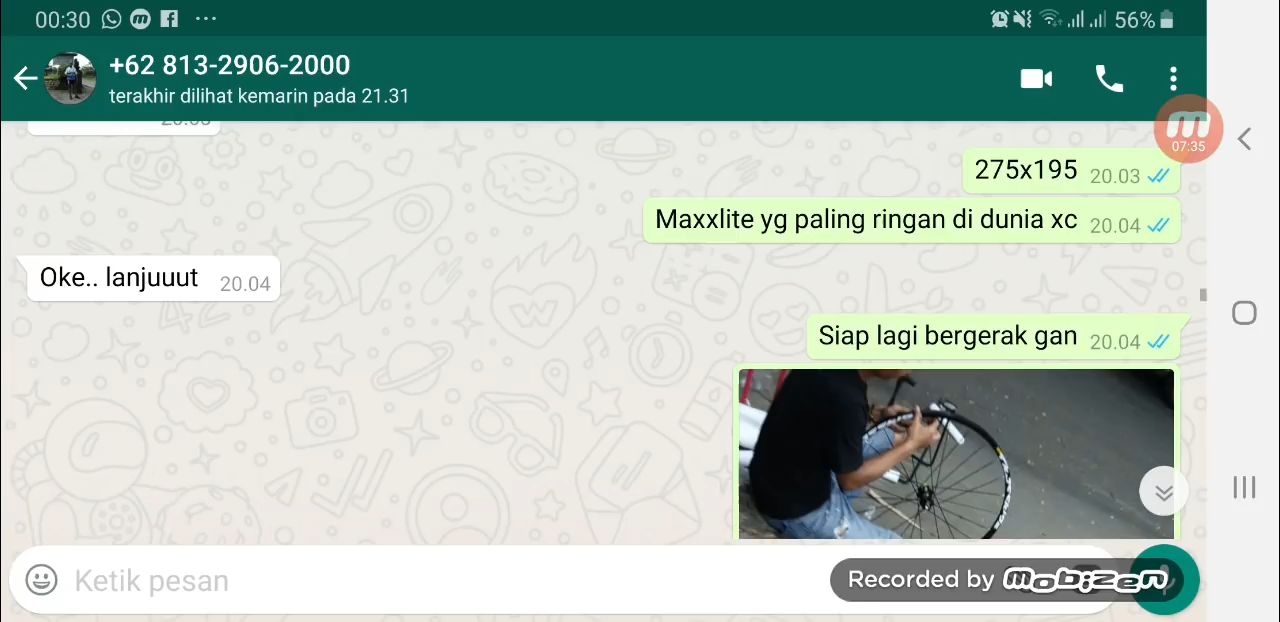 00:30
56%
+62 813-2906-2000
terakhir dilihat kemarin pada 21.31
07:35
275x195 20.03
Maxxlite yg paling ringan di dunia xc 20.04
Oke.. lanjuuut 20.04
Siap lagi bergerak gan 20.04
Ketik pesan
Recorded by mobizen